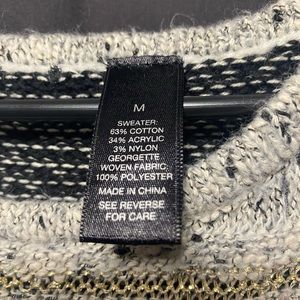 M
SWEATER:
63% COTTON
34% ACRYLIC
3% NYLON
GEORGETTE
WOVEN FABRIC:
100% POLYESTER
MADE IN CHINA
SEE REVERSE
FOR CARE